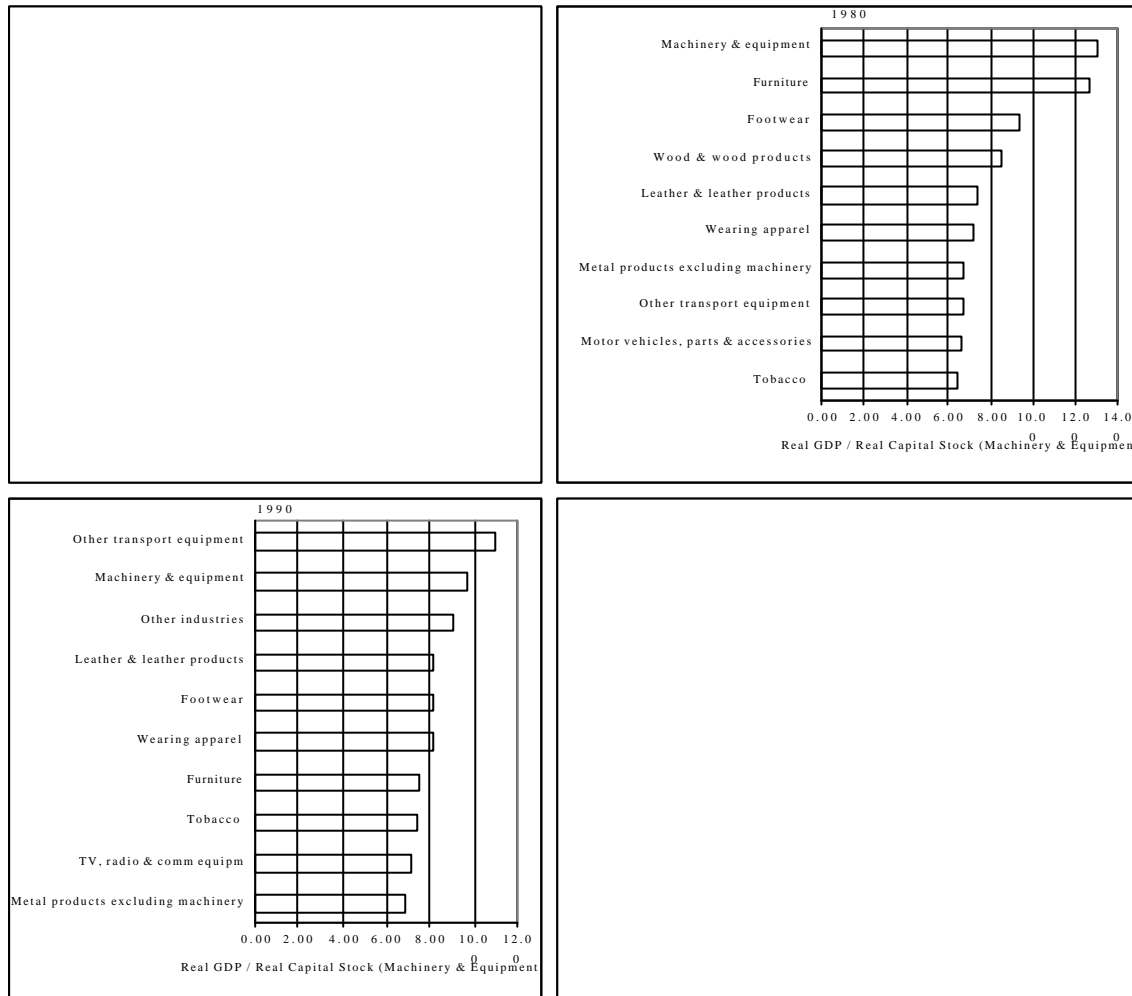 1980
Machinery & equipment
Furniture
Footwear
Wood & wood products
Leather & leather products
Wearing apparel
Metal products excluding machinery
Other transport equipment
Motor vehicles, parts & accessories
Tobacco
0.00 2.00 4.00 6.00 8.00 10.0 12.0 14.0
0 0 0
Real GDP / Real Capital Stock (Machinery & Equipmen
1990
Other transport equipment
Machinery & equipment
Other industries
Leather & leather products
Footwear
Wearing apparel
Furniture
Tobacco
TV, radio & comm equipm
Metal products excluding machinery
0.00 2.00 4.00 6.00 8.00 10.0 12.0
0 0
Real GDP / Real Capital Stock (Machinery & Equipment